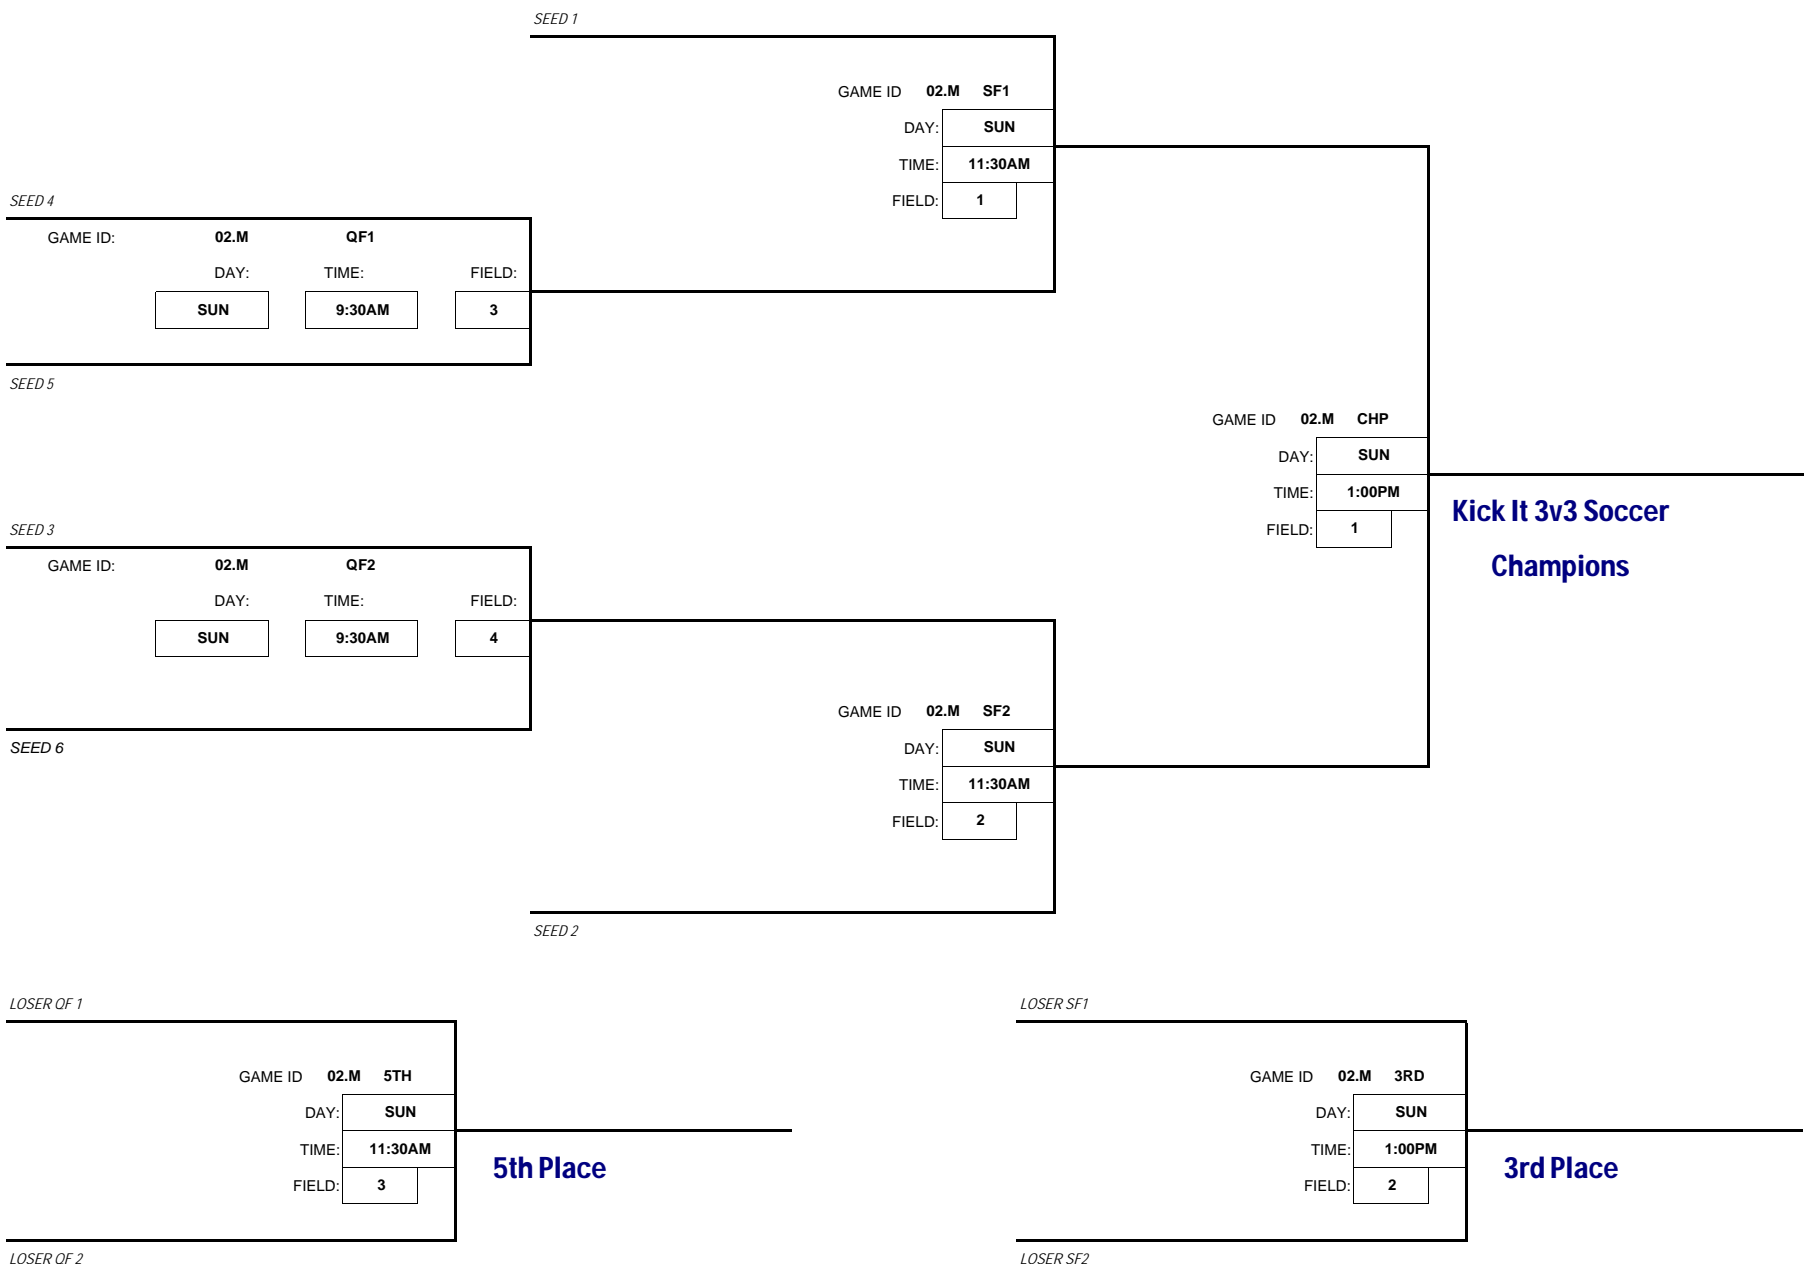 SEED 1
GAME ID 02.M SF1
DAY: SUN
TIME: 11:30AM
FIELD: 1
SEED 4
GAME ID: 02.M QF1
DAY: TIME: FIELD:
SUN 9:30AM 3
SEED 5
GAME ID 02.M CHP
DAY: SUN
TIME: 1:00PM
FIELD: 1
Kick It 3v3 Soccer
Champions
SEED 3
GAME ID: 02.M QF2
DAY: TIME: FIELD:
SUN 9:30AM 4
SEED 6
GAME ID 02.M SF2
DAY: SUN
TIME: 11:30AM
FIELD: 2
SEED 2
LOSER QF 1
GAME ID 02.M 5TH
DAY: SUN
TIME: 11:30AM
FIELD: 3
5th Place
LOSER QF 2
LOSER SF1
GAME ID 02.M 3RD
DAY: SUN
TIME: 1:00PM
FIELD: 2
3rd Place
LOSER SF2